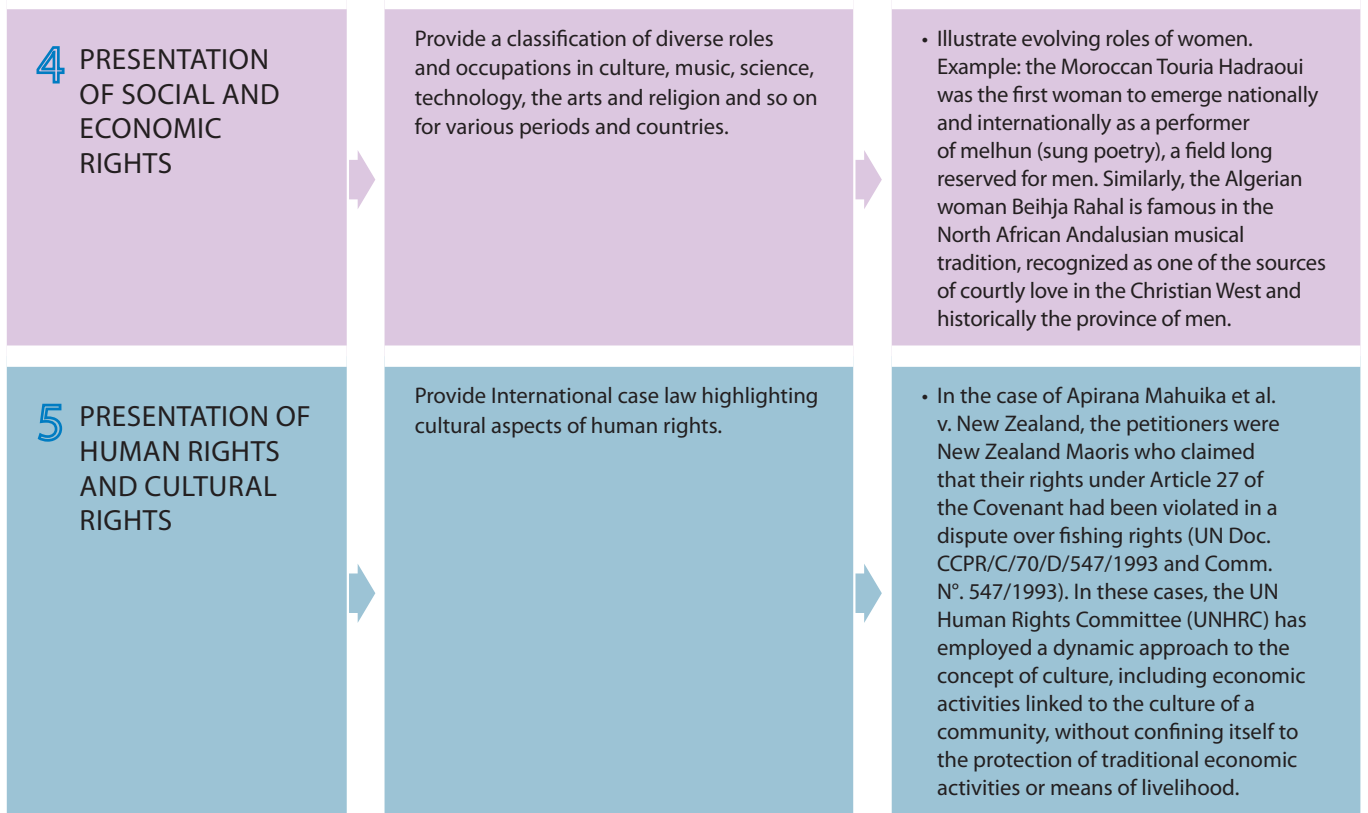 4 PRESENTATION
OF SOCIAL AND
ECONOMIC
RIGHTS
Provide a classification of diverse roles
and occupations in culture, music, science,
technology, the arts and religion and so on
for various periods and countries.
• Illustrate evolving roles of women.
Example: the Moroccan Touria Hadraoui
was the first woman to emerge nationally
and internationally as a performer
of melhun (sung poetry), a field long
reserved for men. Similarly, the Algerian
woman Beihja Rahal is famous in the
North African Andalusian musical
tradition, recognized as one of the sources
of courtly love in the Christian West and
historically the province of men.
5 PRESENTATION OF
HUMAN RIGHTS
AND CULTURAL
RIGHTS
Provide International case law highlighting
cultural aspects of human rights.
• In the case of Apirana Mahuika et al.
v. New Zealand, the petitioners were
New Zealand Maoris who claimed
that their rights under Article 27 of
the Covenant had been violated in a
dispute over fishing rights (UN Doc.
CCPR/C/70/D/547/1993 and Comm.
N°. 547/1993). In these cases, the UN
Human Rights Committee (UNHRC) has
employed a dynamic approach to the
concept of culture, including economic
activities linked to the culture of a
community, without confining itself to
the protection of traditional economic
activities or means of livelihood.